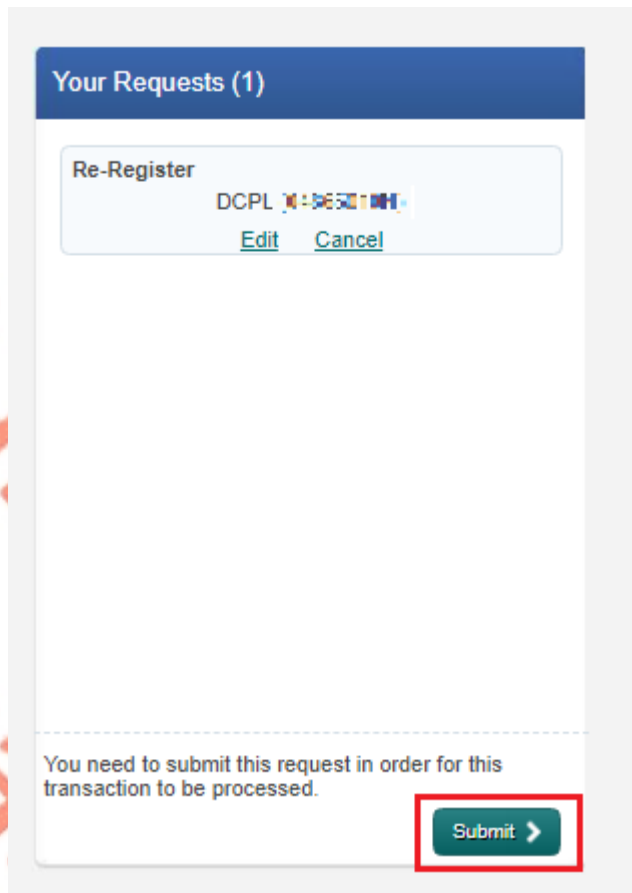 Your Requests (1)
Re-Register
DCPL
Edit Cancel
You need to submit this request in order for this
transaction to be processed.
Submit